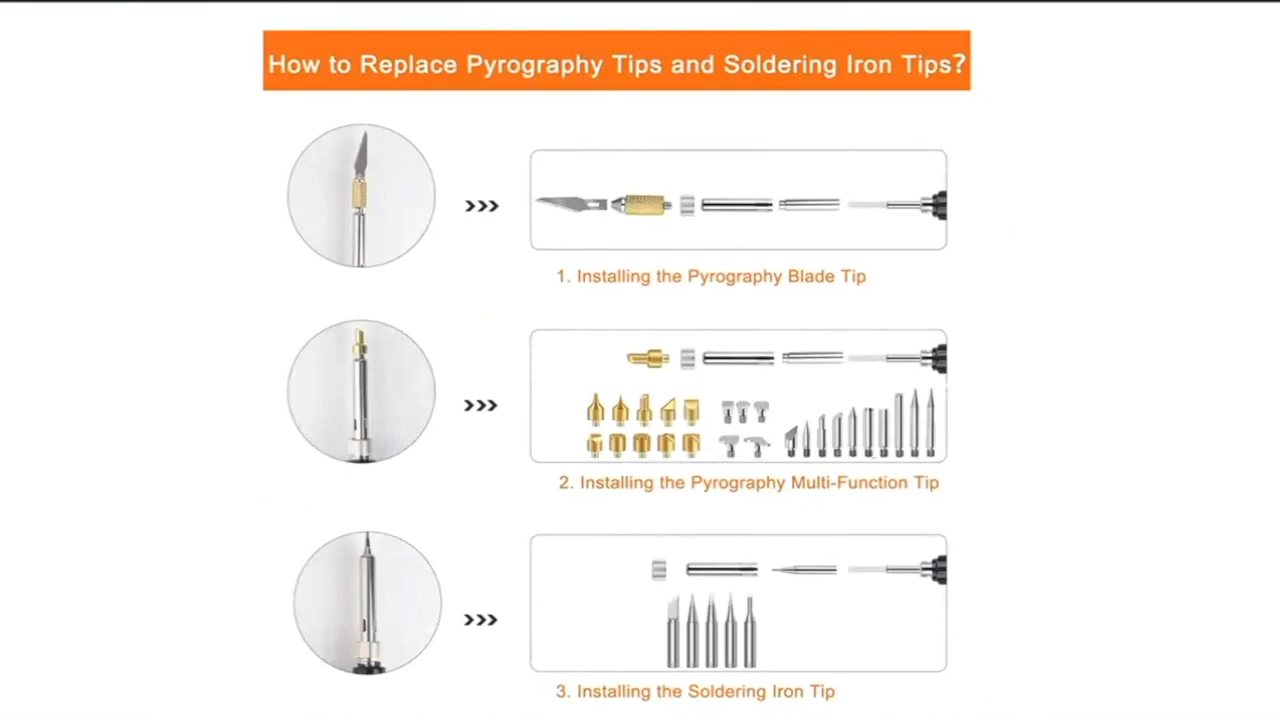 How to Replace Pyrography Tips and Soldering Iron Tips?
1. Installing the Pyrography Blade Tip
2. Installing the Pyrography Multi-Function Tip
3. Installing the Soldering Iron Tip